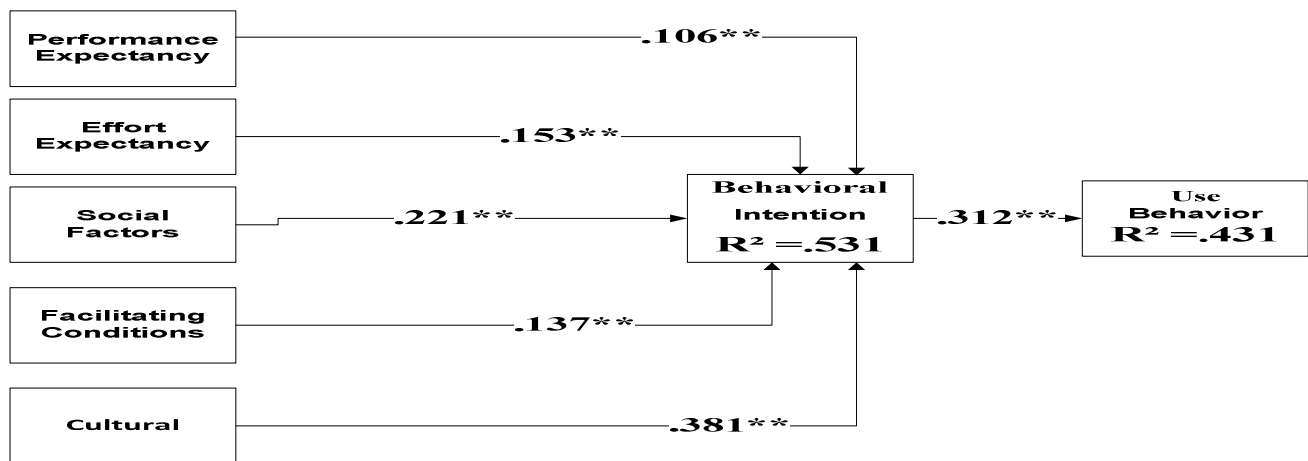 Performance
Expectancy
.106**
Effort
Expectancy
.153**
Social
Factors
.221**
Behavioral
Intention
R² =.531
.312**
Use
Behavior
R² =.431
Facilitating
Conditions
.137**
Cultural
.381**